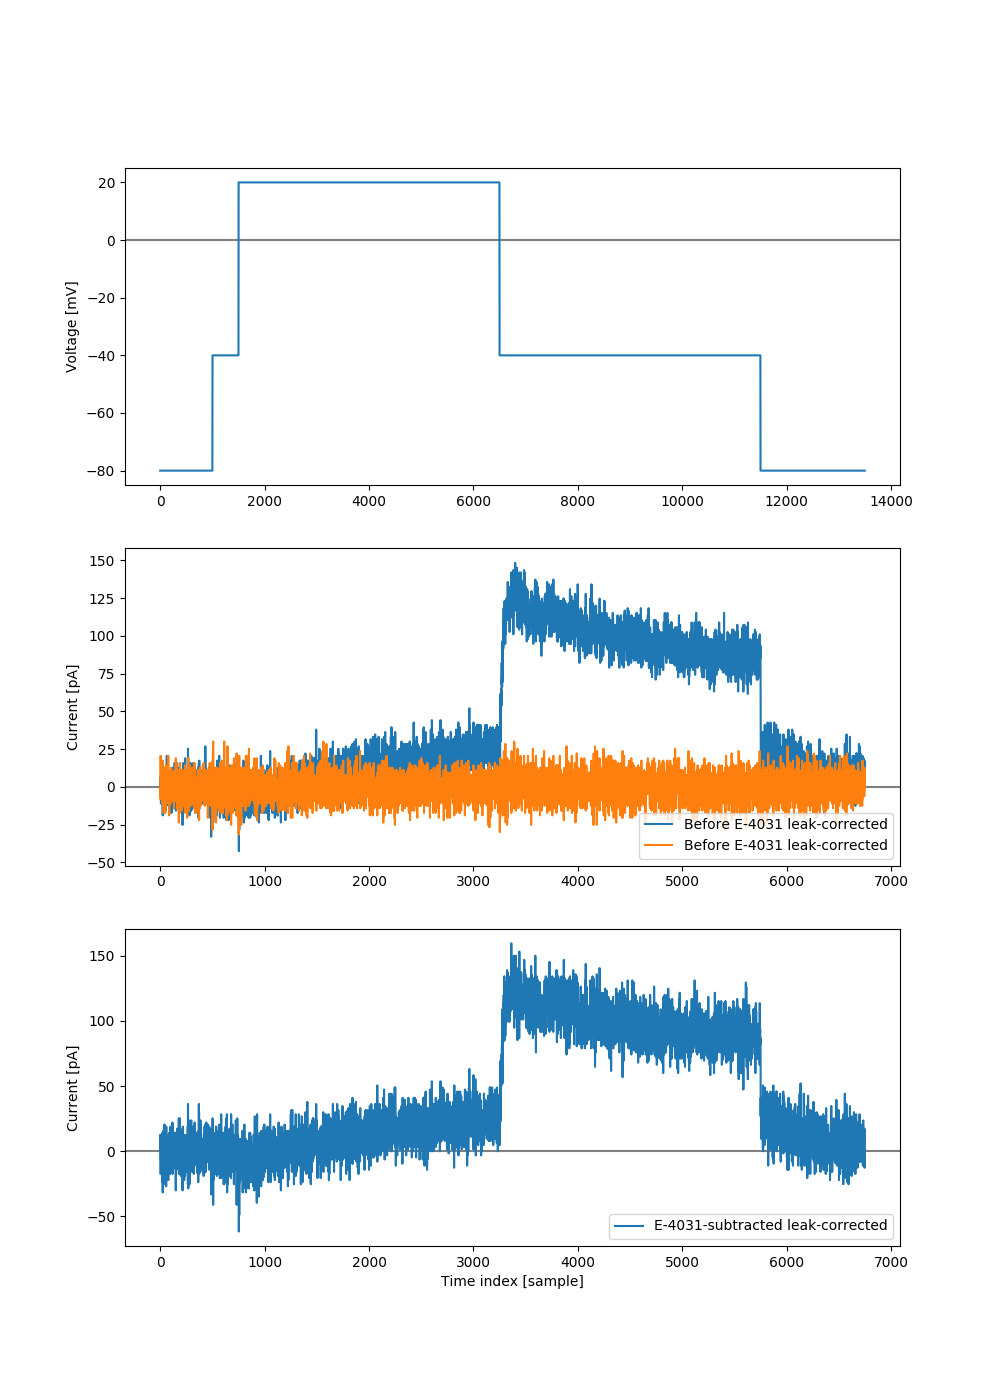 20
0
−20
−40
−60
−80
Voltage [mV]
0 2000 4000 6000 8000 10000 12000 14000
150
125
100
75
50
25
0
−25
−50
Current [pA]
Before E-4031 leak-corrected
Before E-4031 leak-corrected
0 1000 2000 3000 4000 5000 6000 7000
150
100
50
0
−50
Current [pA]
E-4031-subtracted leak-corrected
0 1000 2000 3000 4000 5000 6000 7000
Time index [sample]